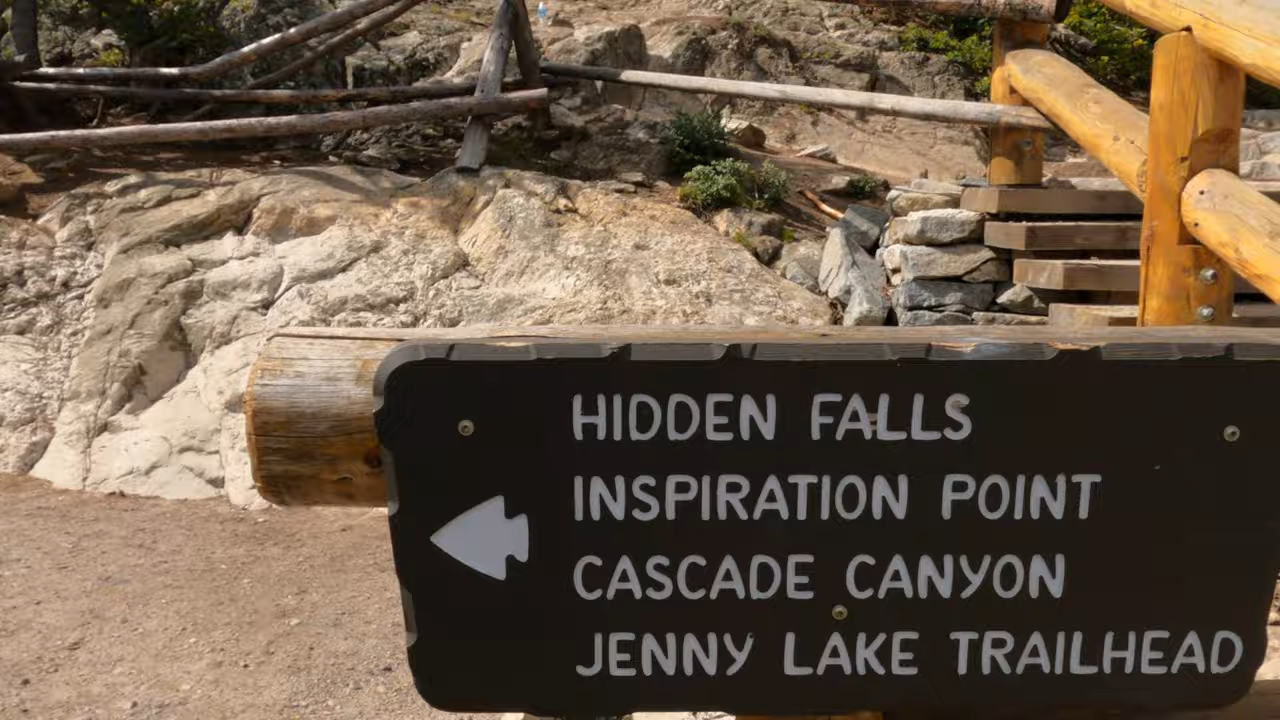 HIDDEN FALLS
INSPIRATION POINT
CASCADE CANYON
JENNY LAKE TRAILHEAD